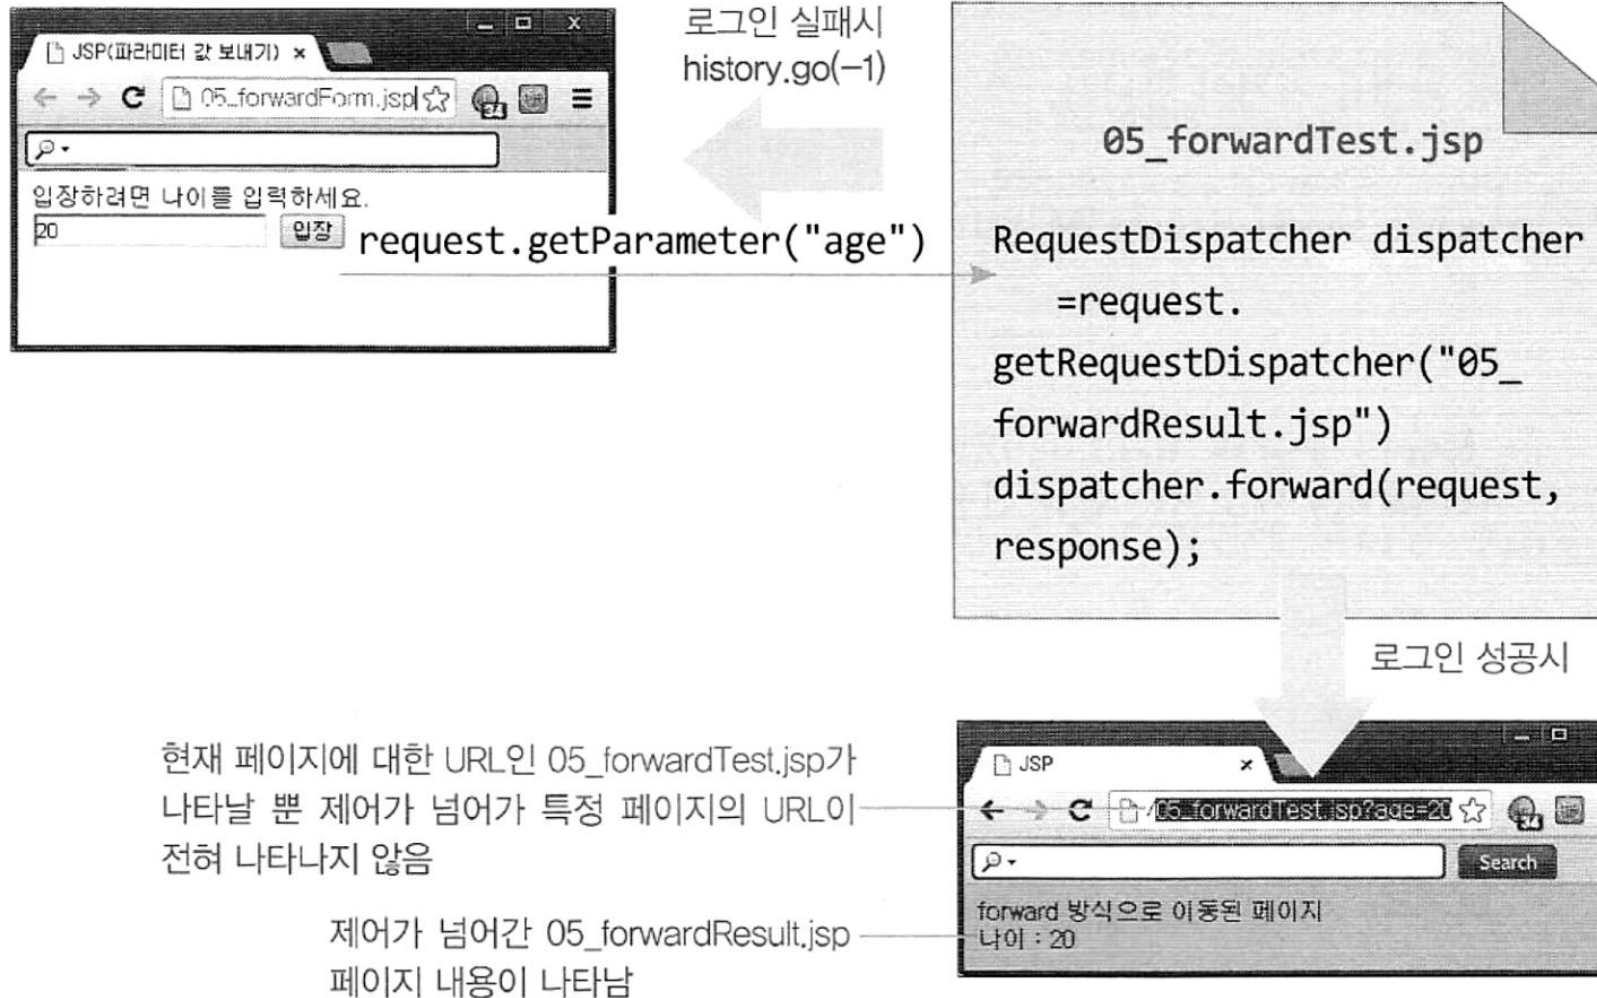 JSP(파라미터 값 보내기)
05_forwardForm.jsp
입장하려면 나이를 입력하세요.
20
입장
로그인 실패시
history.go(-1)
request.getParameter("age")
05_forwardTest.jsp
RequestDispatcher dispatcher
=request.
getRequestDispatcher("05_
forwardResult.jsp")
dispatcher.forward(request,
response);
로그인 성공시
현재 페이지에 대한 URL인 05_forwardTest.jsp가
나타날 뿐 제어가 넘어가 특정 페이지의 URL이
전혀 나타나지 않음
제어가 넘어간 05_forwardResult.jsp
페이지 내용이 나타남
JSP
/05_forwardTest.jsp?age=20
Search
forward 방식으로 이동된 페이지
나이 : 20